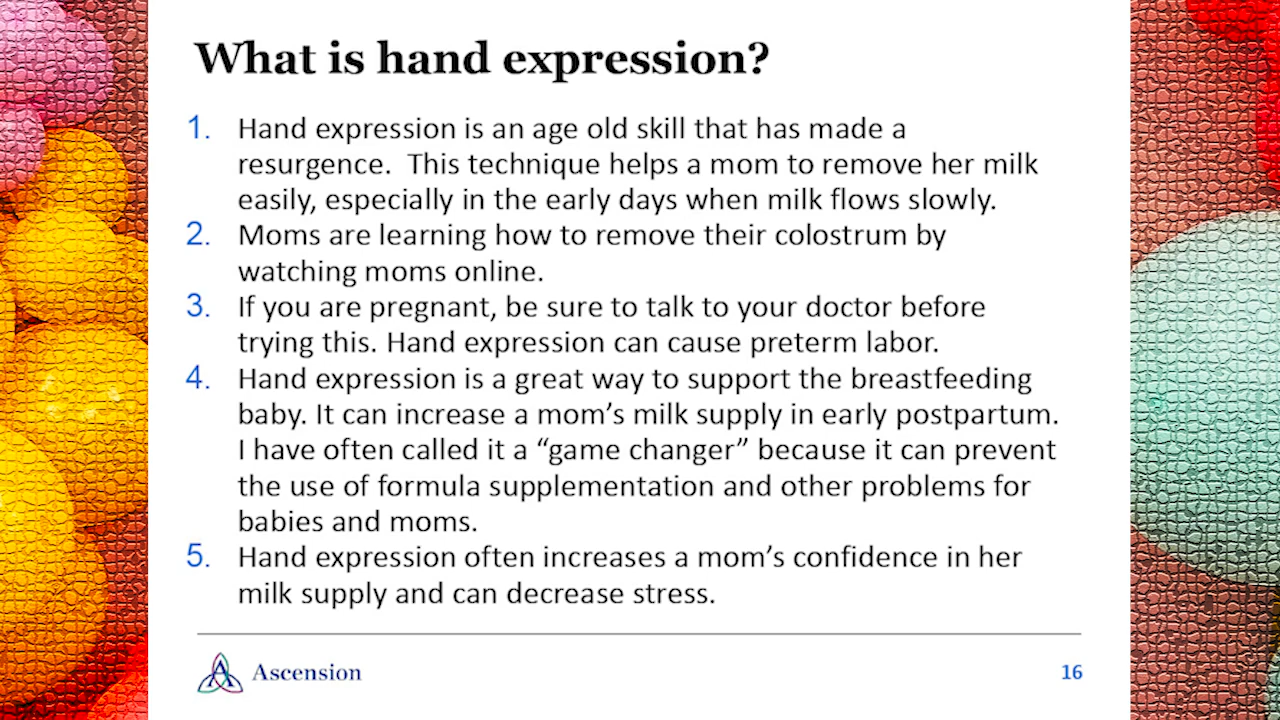 What is hand expression?
1. Hand expression is an age old skill that has made a
resurgence.  This technique helps a mom to remove her milk
easily, especially in the early days when milk flows slowly.
2. Moms are learning how to remove their colostrum by
watching moms online.
3. If you are pregnant, be sure to talk to your doctor before
trying this. Hand expression can cause preterm labor.
4. Hand expression is a great way to support the breastfeeding
baby. It can increase a mom’s milk supply in early postpartum.
I have often called it a “game changer” because it can prevent
the use of formula supplementation and other problems for
babies and moms.
5. Hand expression often increases a mom’s confidence in her
milk supply and can decrease stress.
Ascension
16